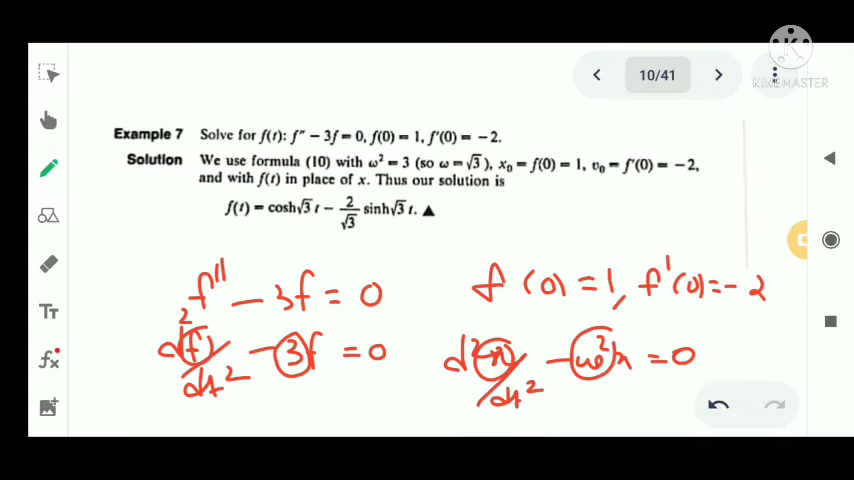 10/41
KINEMASTER
Example 7 Solve for f(t): f″ − 3f = 0, f(0) = 1, f′(0) = −2.
Solution We use formula (10) with ω² = 3 (so ω = √3), x₀ = f(0) = 1, v₀ = f′(0) = −2,
and with f(t) in place of x. Thus our solution is
f(t) = cosh√3 t − 2/√3 sinh√3 t. ▲
f'' − 3f = 0 f(0) = 1, f'(0) = −2
d²f/dt² − 3f = 0 d²x/dt² − ω²x = 0
Tt
fx